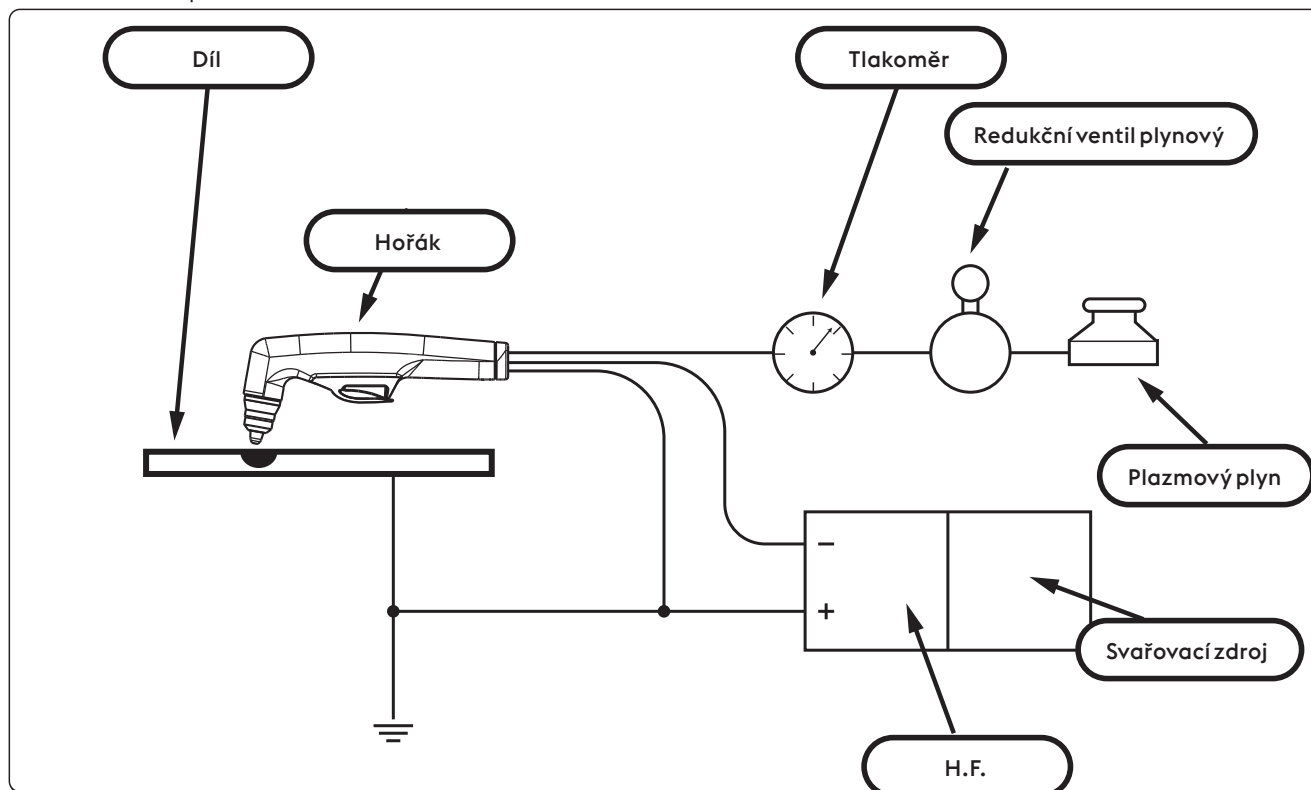 Díl
Tlakoměr
Redukční ventil plynový
Hořák
Plazmový plyn
−
+
Svařovací zdroj
H.F.